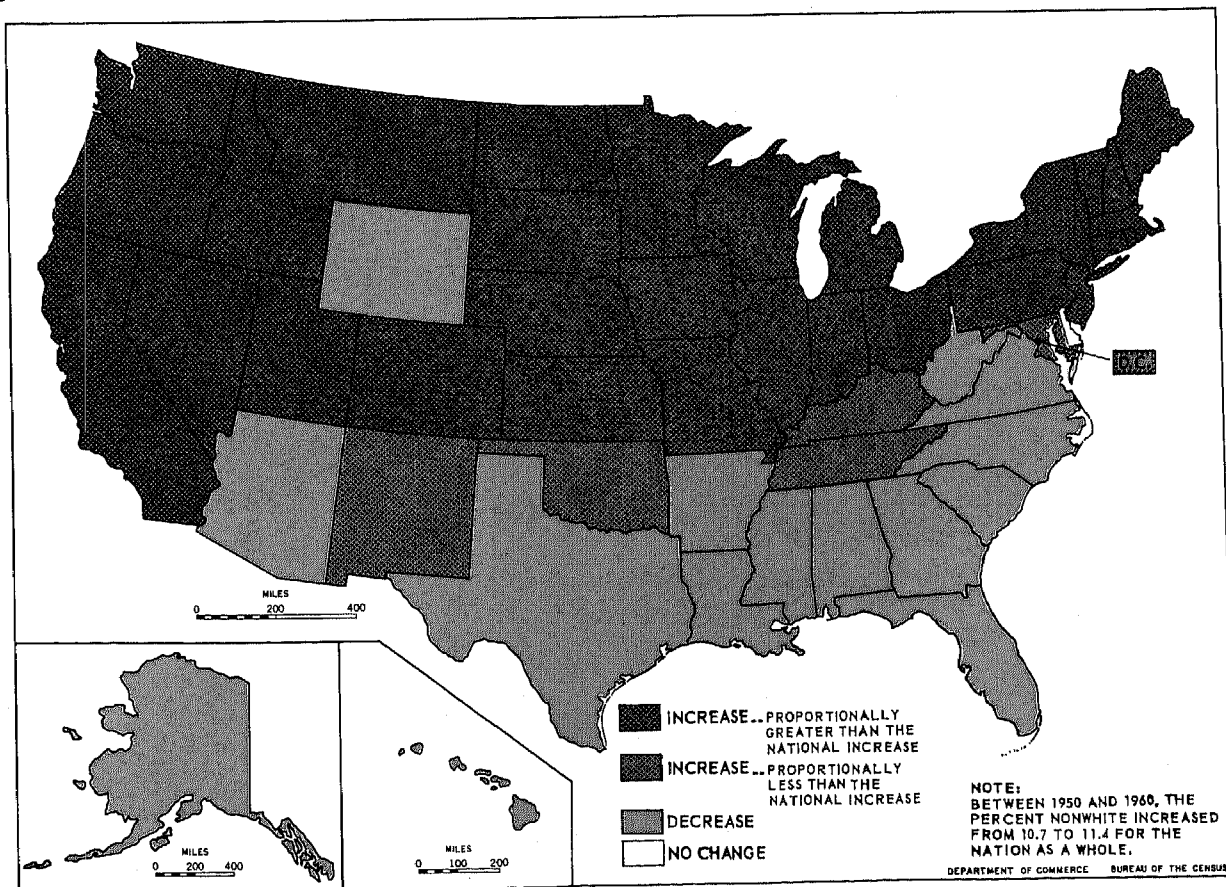 D.C.
MILES
0 200 400
MILES
0 200 400
MILES
0 100 200
INCREASE.. PROPORTIONALLY
GREATER THAN THE
NATIONAL INCREASE
INCREASE.. PROPORTIONALLY
LESS THAN THE
NATIONAL INCREASE
DECREASE
NO CHANGE
NOTE:
BETWEEN 1950 AND 1960, THE
PERCENT NONWHITE INCREASED
FROM 10.7 TO 11.4 FOR THE
NATION AS A WHOLE.
DEPARTMENT OF COMMERCE BUREAU OF THE CENSUS